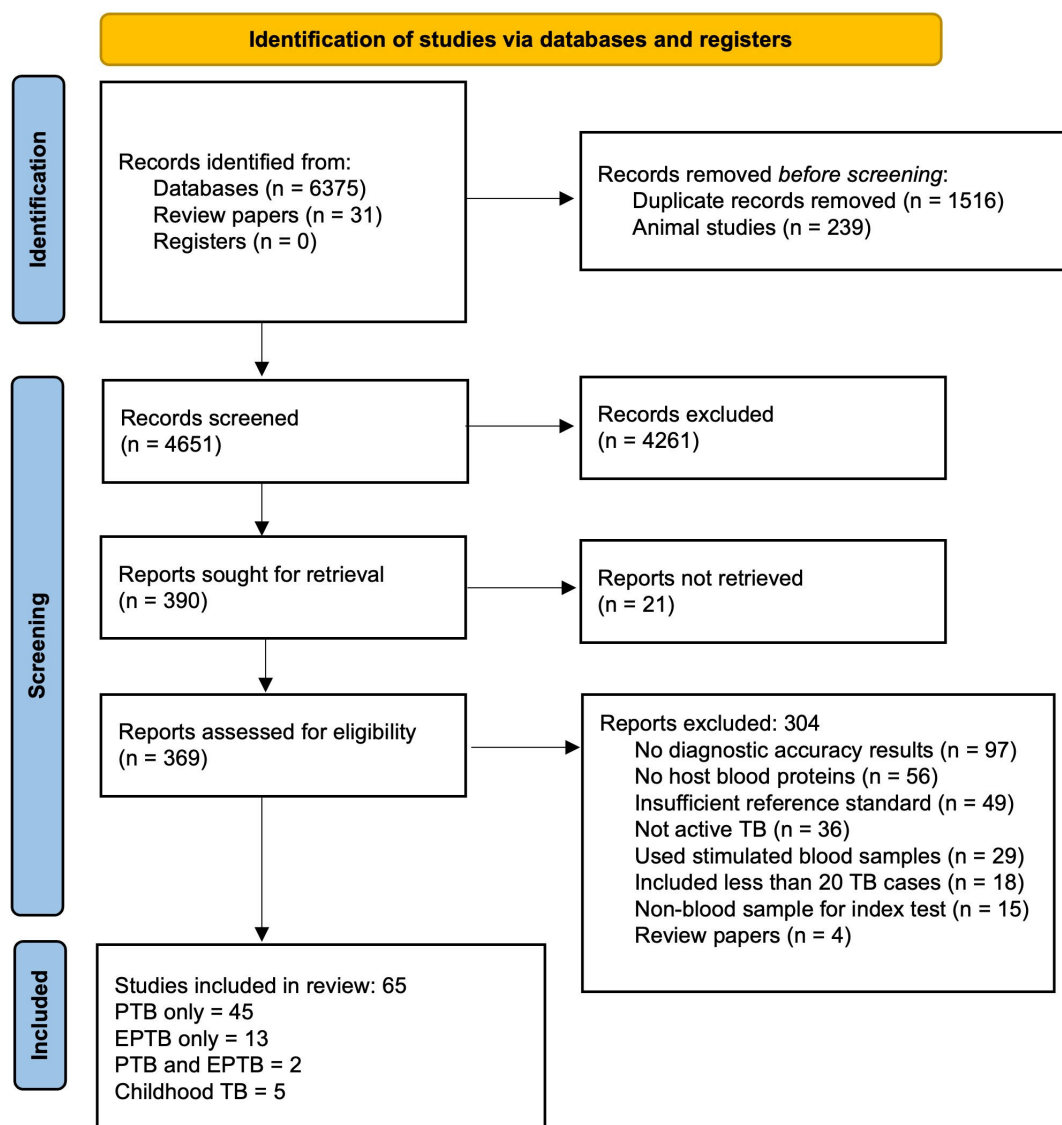 Identification of studies via databases and registers
Identification
Records identified from:
Databases (n = 6375)
Review papers (n = 31)
Registers (n = 0)
Records removed before screening:
Duplicate records removed (n = 1516)
Animal studies (n = 239)
Screening
Records screened
(n = 4651)
Records excluded
(n = 4261)
Reports sought for retrieval
(n = 390)
Reports not retrieved
(n = 21)
Reports assessed for eligibility
(n = 369)
Reports excluded: 304
No diagnostic accuracy results (n = 97)
No host blood proteins (n = 56)
Insufficient reference standard (n = 49)
Not active TB (n = 36)
Used stimulated blood samples (n = 29)
Included less than 20 TB cases (n = 18)
Non-blood sample for index test (n = 15)
Review papers (n = 4)
Included
Studies included in review: 65
PTB only = 45
EPTB only = 13
PTB and EPTB = 2
Childhood TB = 5